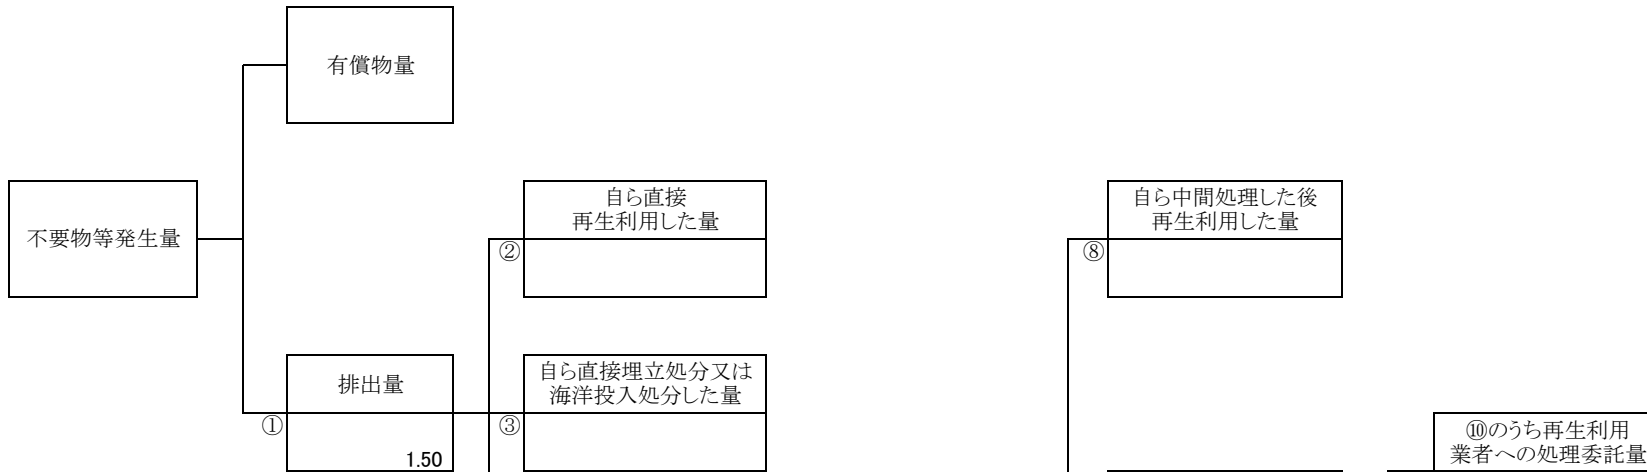 有償物量
不要物等発生量
自ら直接
再生利用した量
②
自ら中間処理した後
再生利用した量
⑧
排出量
①
1.50
自ら直接埋立処分又は
海洋投入処分した量
③
⑩のうち再生利用
業者への処理委託量